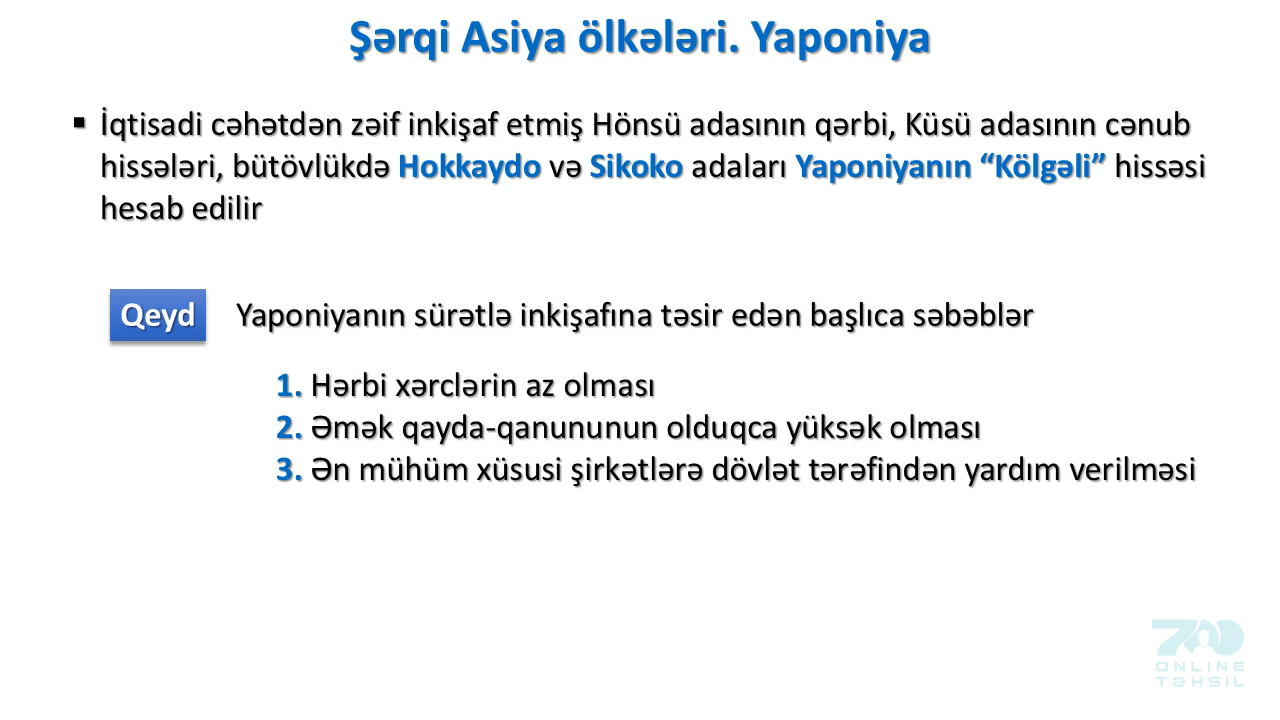 Şərqi Asiya ölkələri. Yaponiya
▪ İqtisadi cəhətdən zəif inkişaf etmiş Hönsü adasının qərbi, Küsü adasının cənub
hissələri, bütövlükdə Hokkaydo və Sikoko adaları Yaponiyanın “Kölgəli” hissəsi
hesab edilir
Qeyd Yaponiyanın sürətlə inkişafına təsir edən başlıca səbəblər
1. Hərbi xərclərin az olması
2. Əmək qayda-qanununun olduqca yüksək olması
3. Ən mühüm xüsusi şirkətlərə dövlət tərəfindən yardım verilməsi
700
ONLINE
TƏHSİL